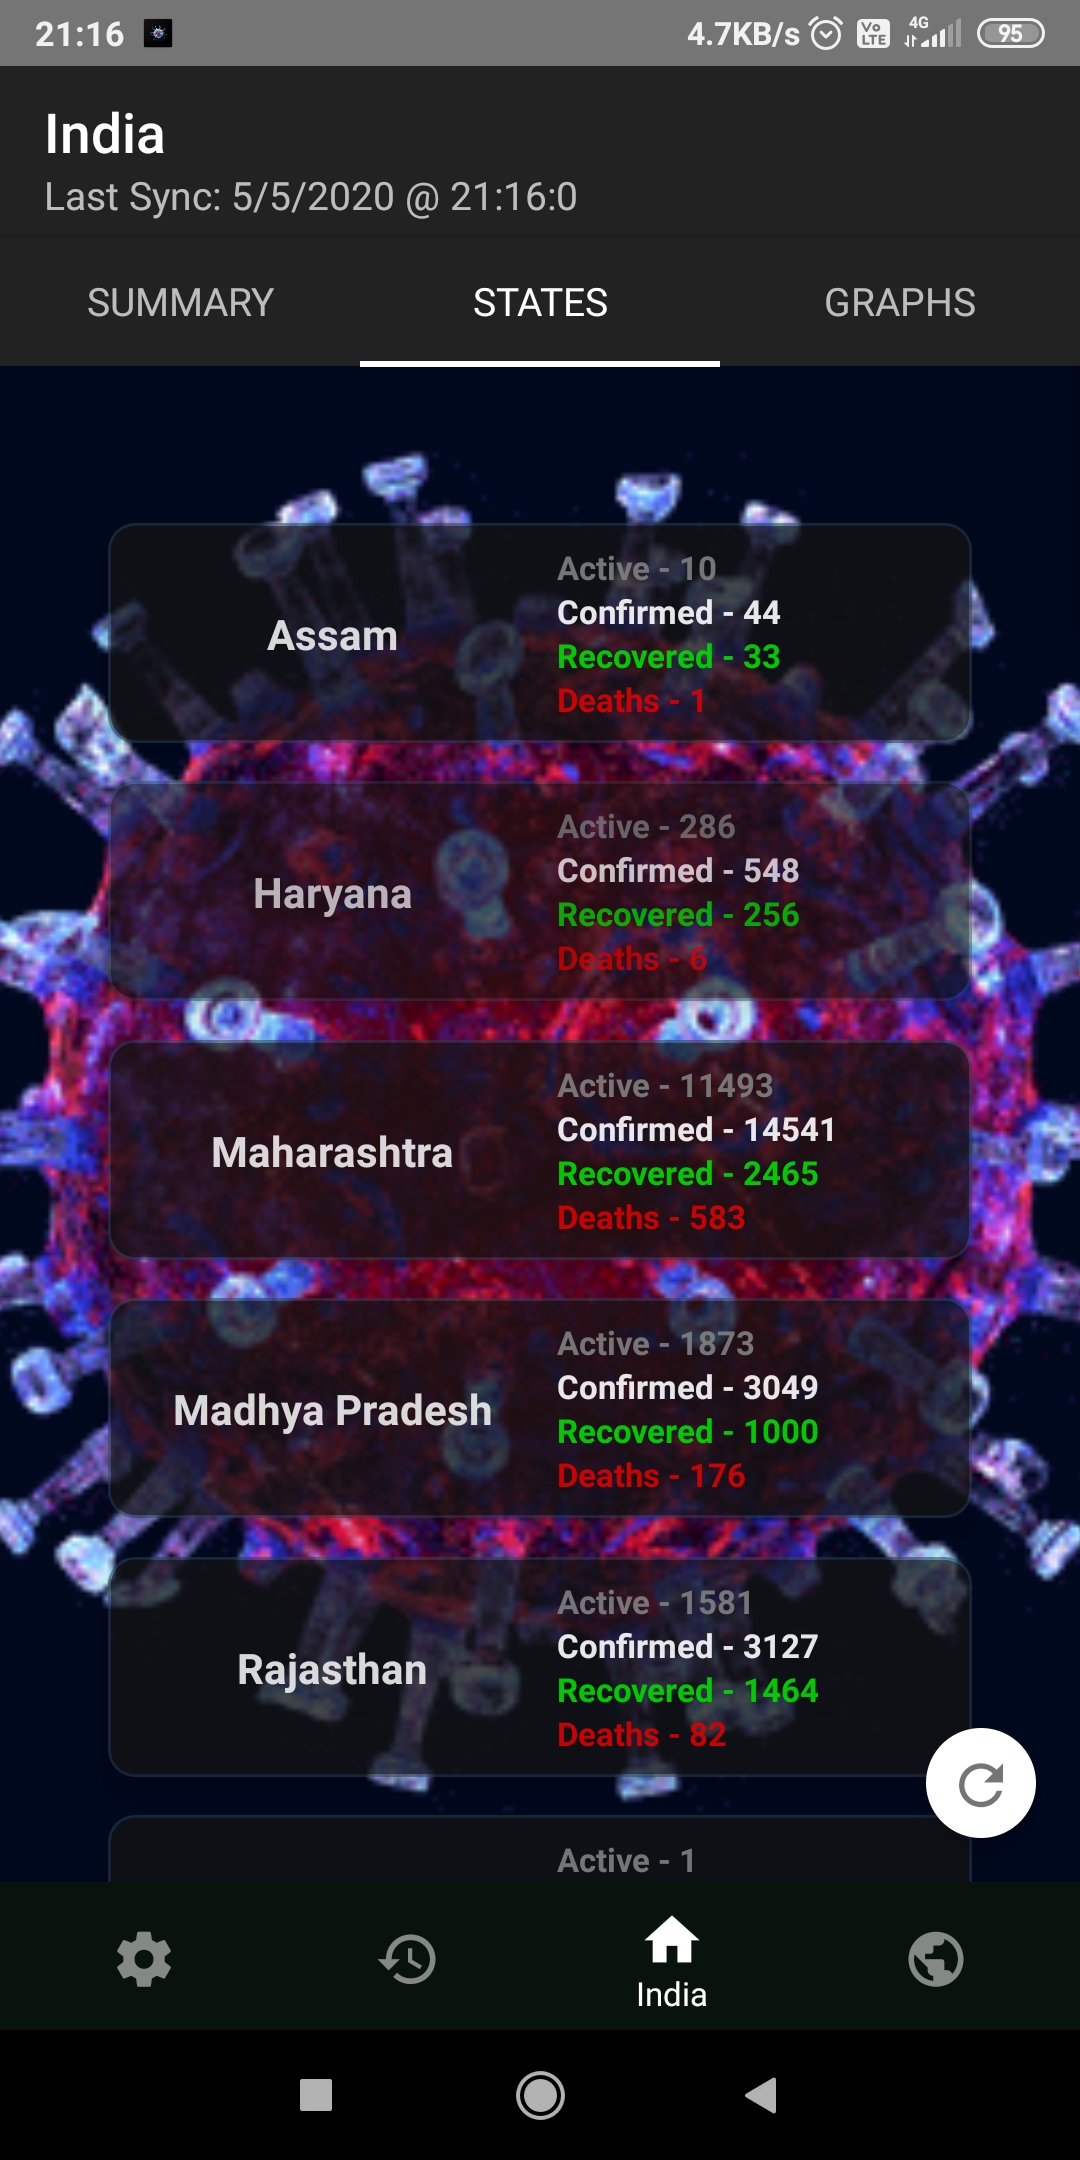 21:16 4.7KB/s Vo LTE 4G 95
India
Last Sync: 5/5/2020 @ 21:16:0
SUMMARY STATES GRAPHS
Active - 10
Confirmed - 44
Assam
Recovered - 33
Deaths - 1
Active - 286
Confirmed - 548
Haryana
Recovered - 256
Deaths - 6
Active - 11493
Confirmed - 14541
Maharashtra
Recovered - 2465
Deaths - 583
Active - 1873
Confirmed - 3049
Madhya Pradesh
Recovered - 1000
Deaths - 176
Active - 1581
Confirmed - 3127
Rajasthan
Recovered - 1464
Deaths - 82
Active - 1
India